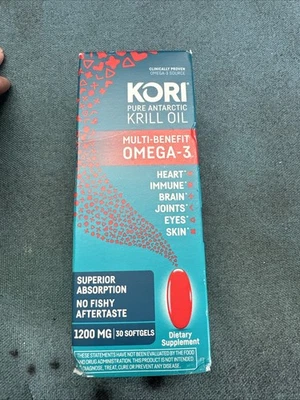 CLINICALLY PROVEN
OMEGA-3 SOURCE
KORI
PURE ANTARCTIC
KRILL OIL
MULTI-BENEFIT
OMEGA-3
HEART*
IMMUNE*
BRAIN*
JOINTS*
EYES*
SKIN*
SUPERIOR
ABSORPTION
NO FISHY
AFTERTASTE
1200 MG | 30 SOFTGELS
Dietary
Supplement
*THESE STATEMENTS HAVE NOT BEEN EVALUATED BY THE FOOD
AND DRUG ADMINISTRATION. THIS PRODUCT IS NOT INTENDED TO
DIAGNOSE, TREAT, CURE OR PREVENT ANY DISEASE.